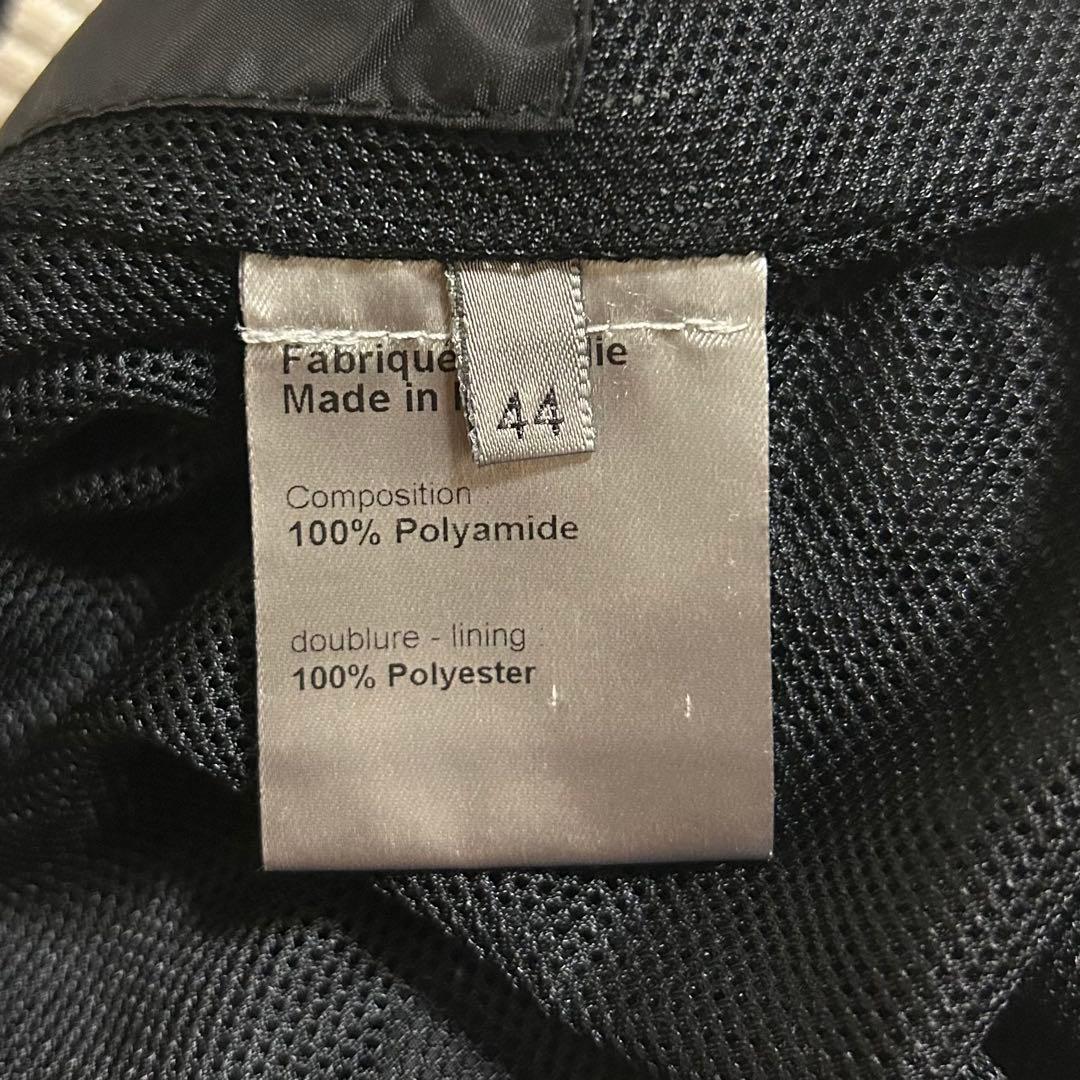 Fabrique
Made in
44
Composition :
100% Polyamide
doublure - lining :
100% Polyester